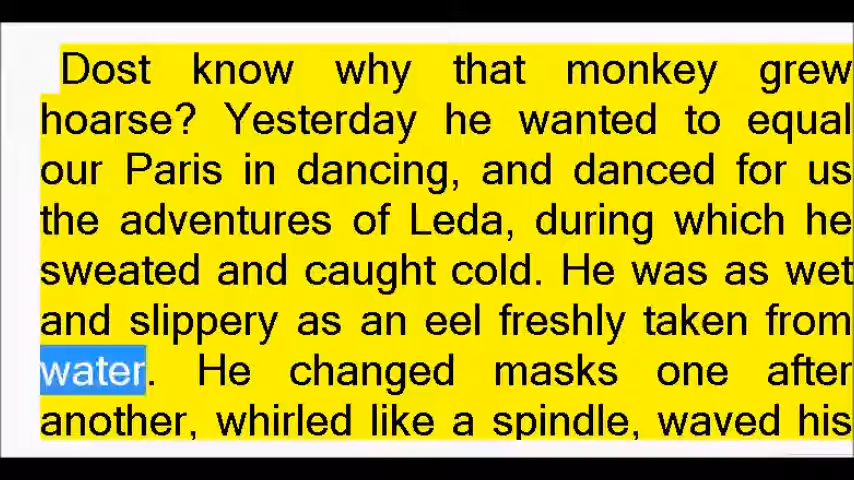 Dost know why that monkey grew
hoarse? Yesterday he wanted to equal
our Paris in dancing, and danced for us
the adventures of Leda, during which he
sweated and caught cold. He was as wet
and slippery as an eel freshly taken from
water. He changed masks one after
another, whirled like a spindle, waved his